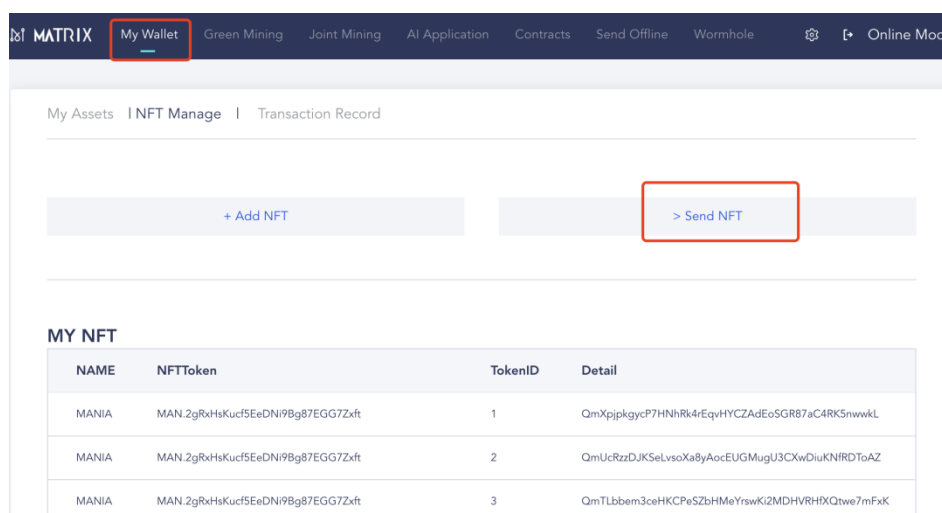 MATRIX My Wallet Green Mining Joint Mining AI Application Contracts Send Offline Wormhole Online Mod
My Assets | NFT Manage | Transaction Record
+ Add NFT > Send NFT
MY NFT
NAME NFTToken TokenID Detail
MANIA MAN.2gRxHsKucf5EeDNi9Bg87EGG7Zxft 1 QmXpjpkgycP7HNhRk4rEqvHYCZAdEoSGR87aC4RK5nwwkL
MANIA MAN.2gRxHsKucf5EeDNi9Bg87EGG7Zxft 2 QmUcRzzDJKSeLvsoXa8yAocEUGMugU3CXwDiuKNfRDToAZ
MANIA MAN.2gRxHsKucf5EeDNi9Bg87EGG7Zxft 3 QmTLbbem3ceHKCPeSZbHMeYrswKi2MDHVRHfXQtwe7mFxK